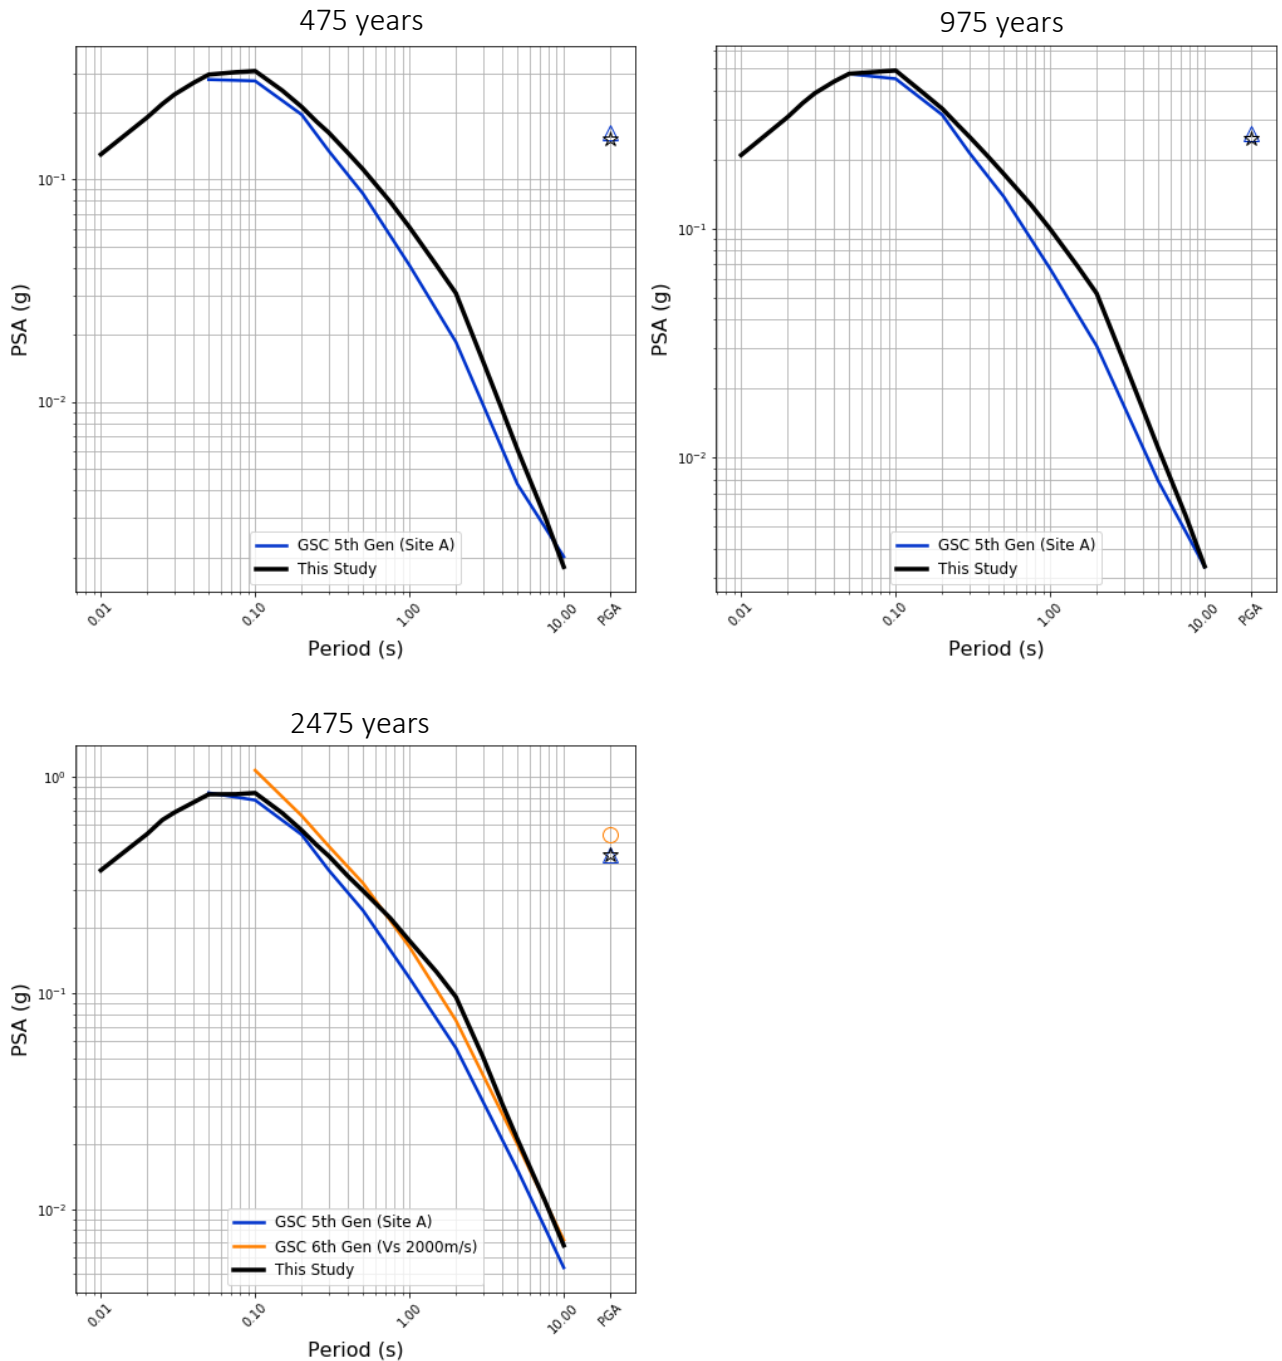 475 years
10⁻¹
10⁻²
PSA (g)
GSC 5th Gen (Site A)
This Study
0.01
0.10
1.00
10.00
PGA
Period (s)
975 years
10⁻¹
10⁻²
PSA (g)
GSC 5th Gen (Site A)
This Study
0.01
0.10
1.00
10.00
PGA
Period (s)
2475 years
10⁰
10⁻¹
10⁻²
PSA (g)
GSC 5th Gen (Site A)
GSC 6th Gen (Vs 2000m/s)
This Study
0.01
0.10
1.00
10.00
PGA
Period (s)